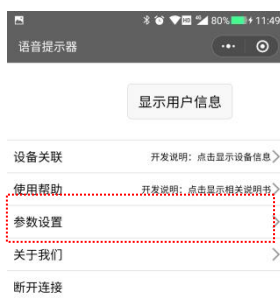 80% 11:49
语音提示器
显示用户信息
设备关联 开发说明：点击显示设备信息
使用帮助 开发说明：点击显示相关说明书
参数设置
关于我们
断开连接